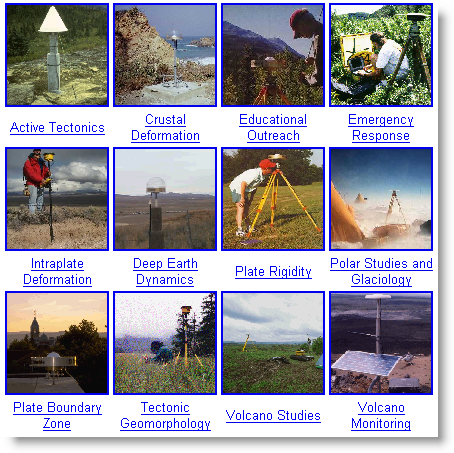 Active Tectonics
Crustal
Deformation
Educational
Outreach
Emergency
Response
Intraplate
Deformation
Deep Earth
Dynamics
Plate Rigidity
Polar Studies and
Glaciology
Plate Boundary
Zone
Tectonic
Geomorphology
Volcano Studies
Volcano
Monitoring